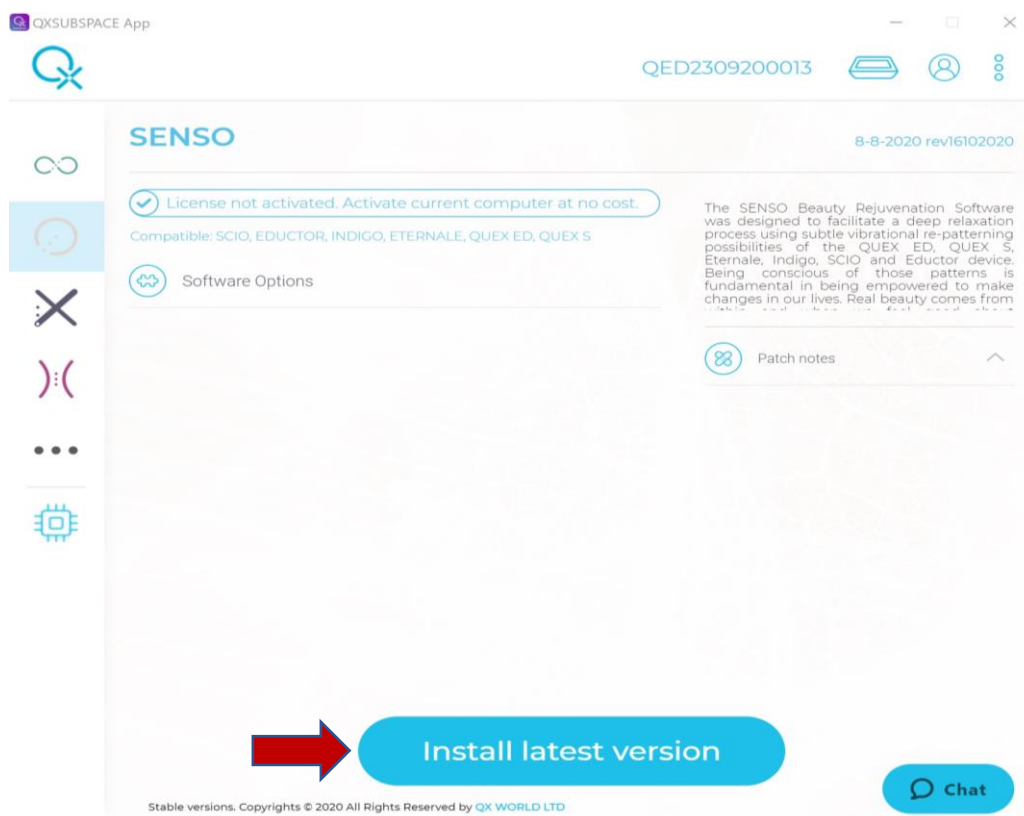 QXSUBSPACE App
QED2309200013
SENSO
8-8-2020 rev16102020
License not activated. Activate current computer at no cost.
Compatible: SCIO, EDUCTOR, INDIGO, ETERNALE, QUEX ED, QUEX S
Software Options
The SENSO Beauty Rejuvenation Software
was designed to facilitate a deep relaxation
process using subtle vibrational re-patterning
possibilities of the QUEX ED, QUEX S,
Eternale, Indigo, SCIO and Eductor device.
Being conscious of those patterns is
fundamental in being empowered to make
changes in our lives. Real beauty comes from
Patch notes
Install latest version
Chat
Stable versions. Copyrights © 2020 All Rights Reserved by QX WORLD LTD